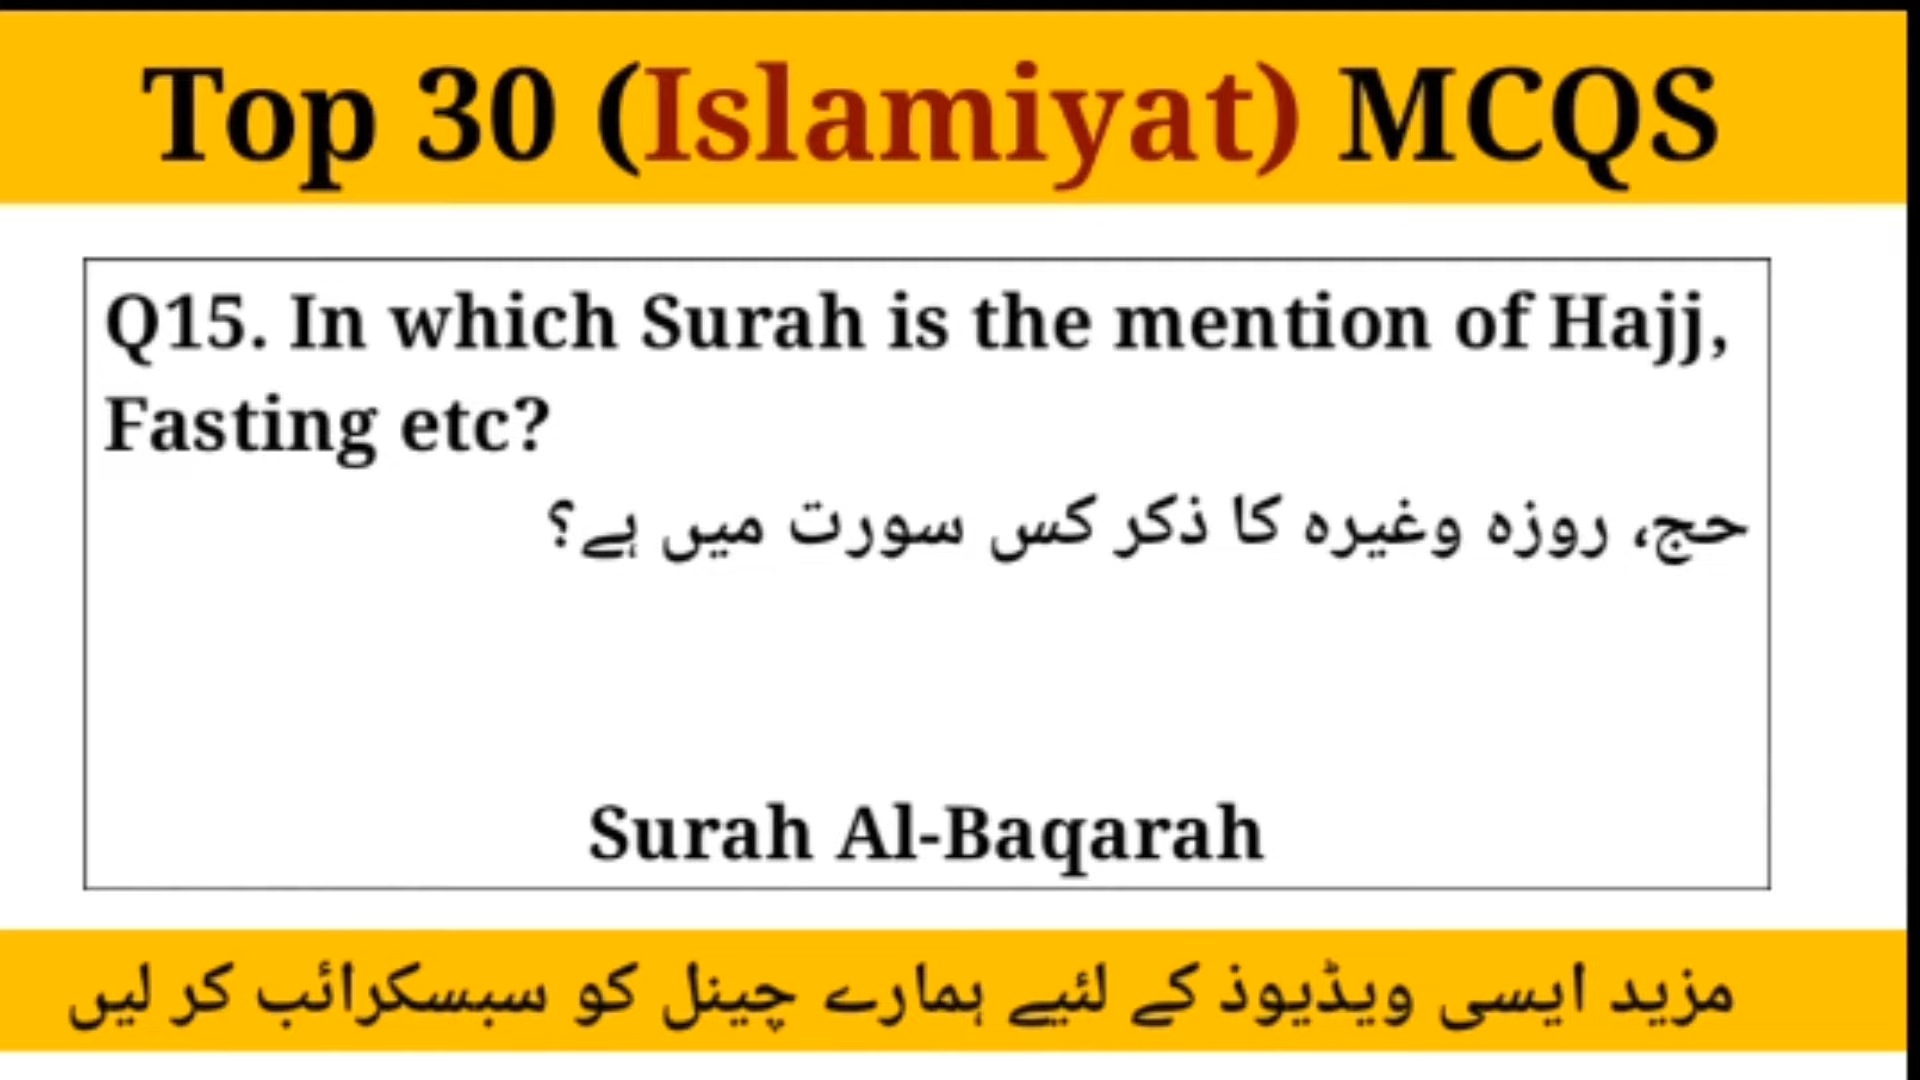 Top 30 (Islamiyat) MCQS
Q15. In which Surah is the mention of Hajj,
Fasting etc?
حج، روزہ وغیرہ کا ذکر کس سورت میں ہے؟
Surah Al-Baqarah
مزید ایسی ویڈیوذ کے لئیے ہمارے چینل کو سبسکرائب کر لیں